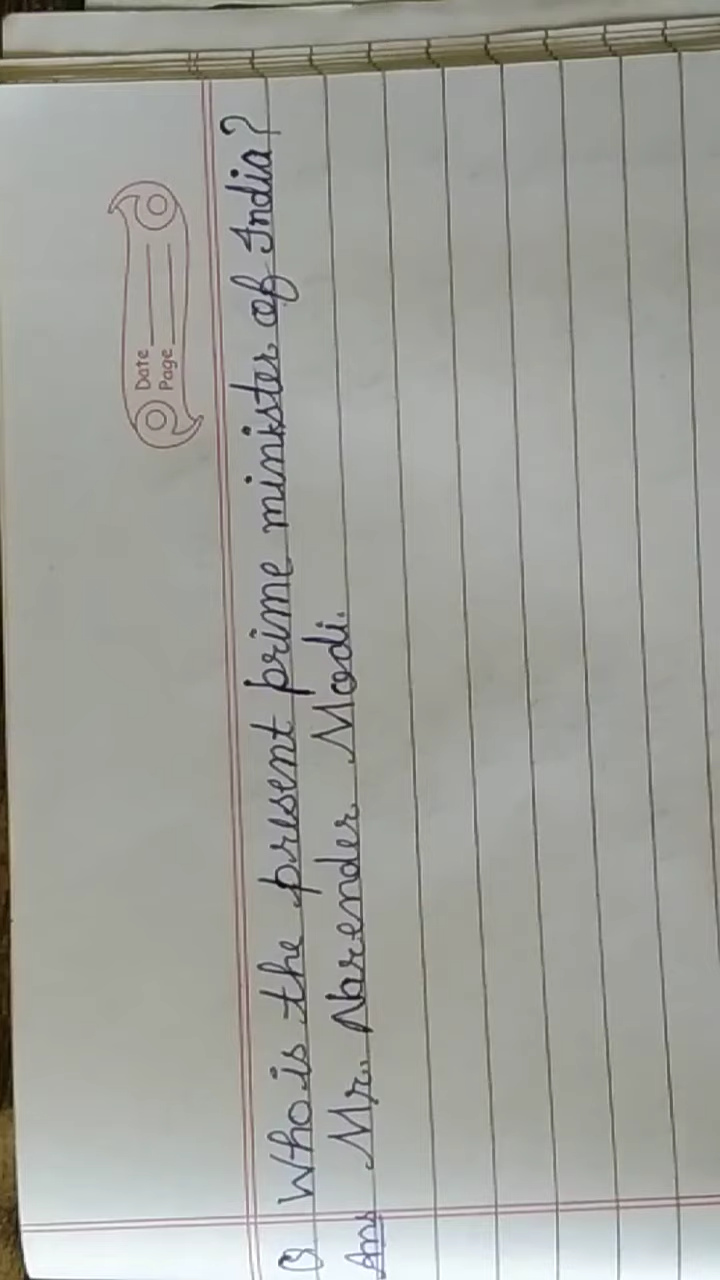 Date
Page
Q Who is the present prime minister of India?
Ans Mr. Narender Modi.